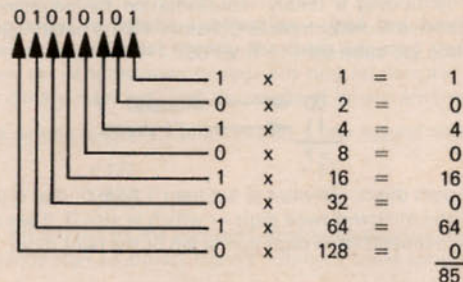 01010101
1 x 1 = 1
0 x 2 = 0
1 x 4 = 4
0 x 8 = 0
1 x 16 = 16
0 x 32 = 0
1 x 64 = 64
0 x 128 = 0
85